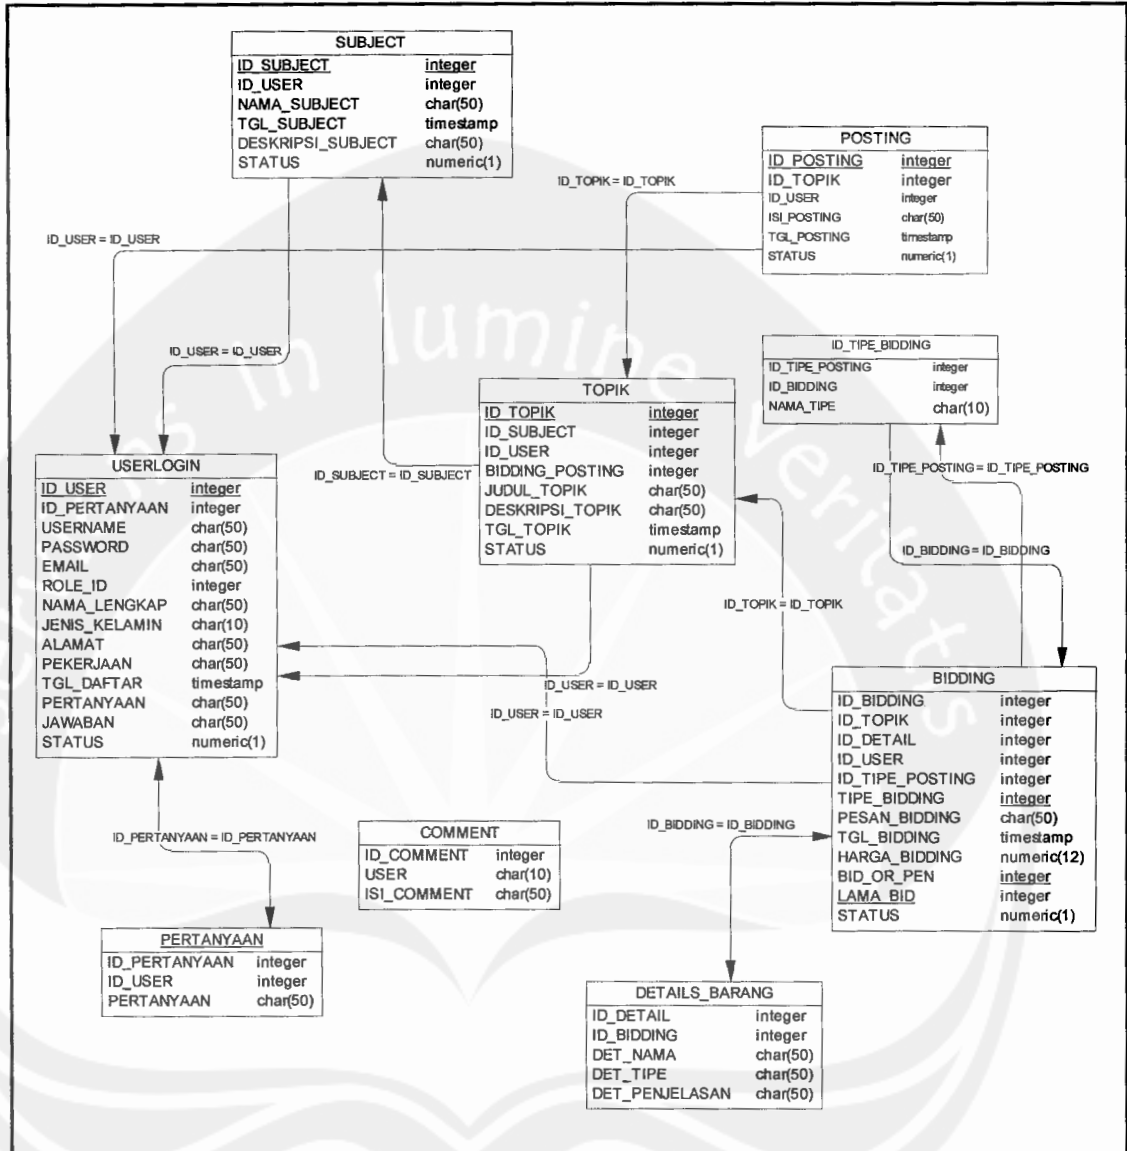 SUBJECT
ID_SUBJECT integer
ID_USER integer
NAMA_SUBJECT char(50)
TGL_SUBJECT timestamp
DESKRIPSI_SUBJECT char(50)
STATUS numeric(1)
POSTING
ID_POSTING integer
ID_TOPIK integer
ID_USER integer
ISI_POSTING char(50)
TGL_POSTING timestamp
STATUS numeric(1)
ID_TOPIK = ID_TOPIK
ID_USER = ID_USER
ID_USER = ID_USER
ID_TIPE_BIDDING
ID_TIPE_POSTING integer
ID_BIDDING integer
NAMA_TIPE char(10)
TOPIK
ID_TOPIK integer
ID_SUBJECT integer
ID_USER integer
BIDDING_POSTING integer
JUDUL_TOPIK char(50)
DESKRIPSI_TOPIK char(50)
TGL_TOPIK timestamp
STATUS numeric(1)
ID_SUBJECT = ID_SUBJECT
ID_TIPE_POSTING = ID_TIPE_POSTING
ID_BIDDING = ID_BIDDING
ID_TOPIK = ID_TOPIK
USERLOGIN
ID_USER integer
ID_PERTANYAAN integer
USERNAME char(50)
PASSWORD char(50)
EMAIL char(50)
ROLE_ID integer
NAMA_LENGKAP char(50)
JENIS_KELAMIN char(10)
ALAMAT char(50)
PEKERJAAN char(50)
TGL_DAFTAR timestamp
PERTANYAAN char(50)
JAWABAN char(50)
STATUS numeric(1)
ID_USER = ID_USER
ID_USER = ID_USER
BIDDING
ID_BIDDING integer
ID_TOPIK integer
ID_DETAIL integer
ID_USER integer
ID_TIPE_POSTING integer
TIPE_BIDDING integer
PESAN_BIDDING char(50)
TGL_BIDDING timestamp
HARGA_BIDDING numeric(12)
BID_OR_PEN integer
LAMA_BID integer
STATUS numeric(1)
ID_PERTANYAAN = ID_PERTANYAAN
COMMENT
ID_COMMENT integer
USER char(10)
ISI_COMMENT char(50)
ID_BIDDING = ID_BIDDING
PERTANYAAN
ID_PERTANYAAN integer
ID_USER integer
PERTANYAAN char(50)
DETAILS_BARANG
ID_DETAIL integer
ID_BIDDING integer
DET_NAMA char(50)
DET_TIPE char(50)
DET_PENJELASAN char(50)
in lumine veritatis